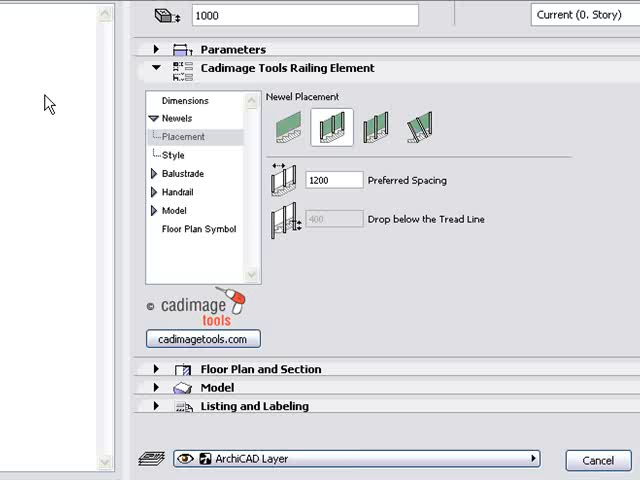 1000
Current (0. Story)
Parameters
Cadimage Tools Railing Element
Dimensions
Newels
Placement
Style
Balustrade
Handrail
Model
Floor Plan Symbol
Newel Placement
1200 Preferred Spacing
400 Drop below the Tread Line
© cadimage
tools
cadimagetools.com
Floor Plan and Section
Model
Listing and Labeling
ArchiCAD Layer
Cancel